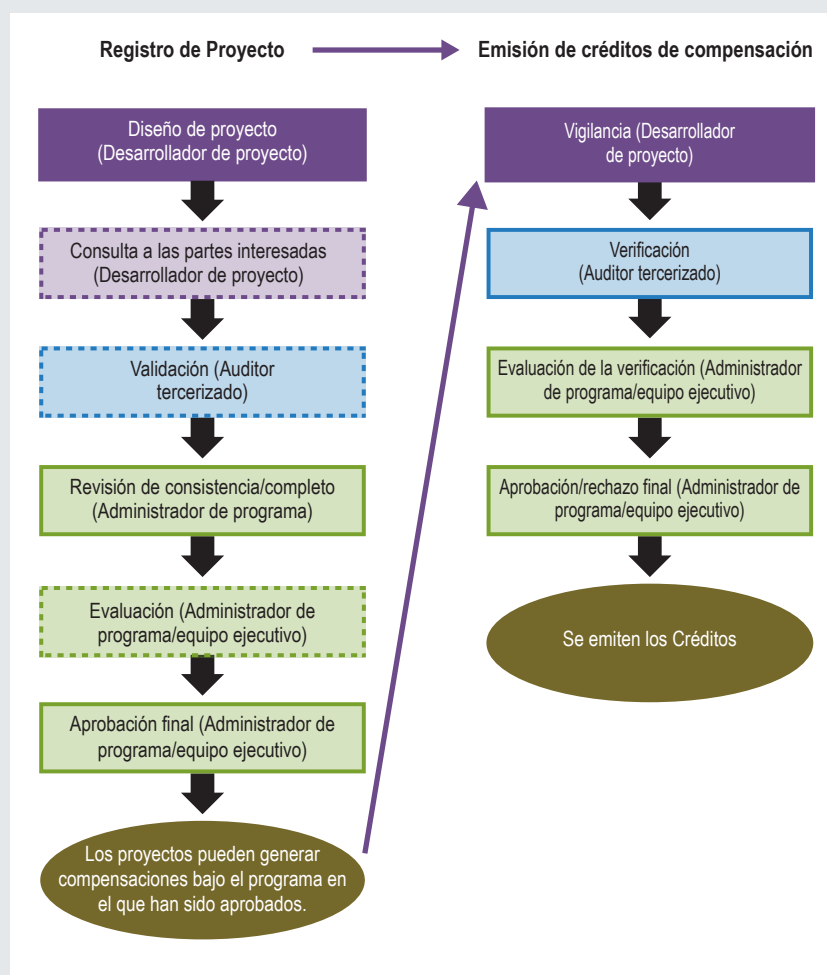 Registro de Proyecto
Emisión de créditos de compensación
Diseño de proyecto
(Desarrollador de proyecto)
Consulta a las partes interesadas
(Desarrollador de proyecto)
Validación (Auditor
tercerizado)
Revisión de consistencia/completo
(Administrador de programa)
Evaluación (Administrador de
programa/equipo ejecutivo)
Aprobación final (Administrador de
programa/equipo ejecutivo)
Los proyectos pueden generar
compensaciones bajo el programa en
el que han sido aprobados.
Vigilancia (Desarrollador
de proyecto)
Verificación
(Auditor tercerizado)
Evaluación de la verificación (Administrador
de programa/equipo ejecutivo)
Aprobación/rechazo final (Administrador de
programa/equipo ejecutivo)
Se emiten los Créditos